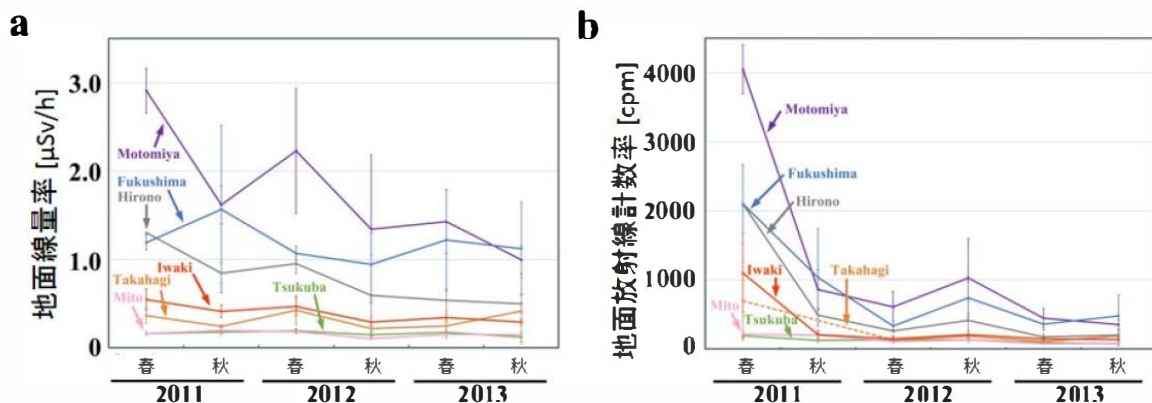 a
地面線量率 [μSv/h]
3.0
2.0
1.0
0
Motomiya
Fukushima
Hirono
Iwaki
Takahagi
Mito
Tsukuba
春 秋 春 秋 春 秋
2011 2012 2013
b
地面放射線計数率 [cpm]
4000
3000
2000
1000
0
Motomiya
Fukushima
Hirono
Iwaki
Takahagi
Mito
Tsukuba
春 秋 春 秋 春 秋
2011 2012 2013